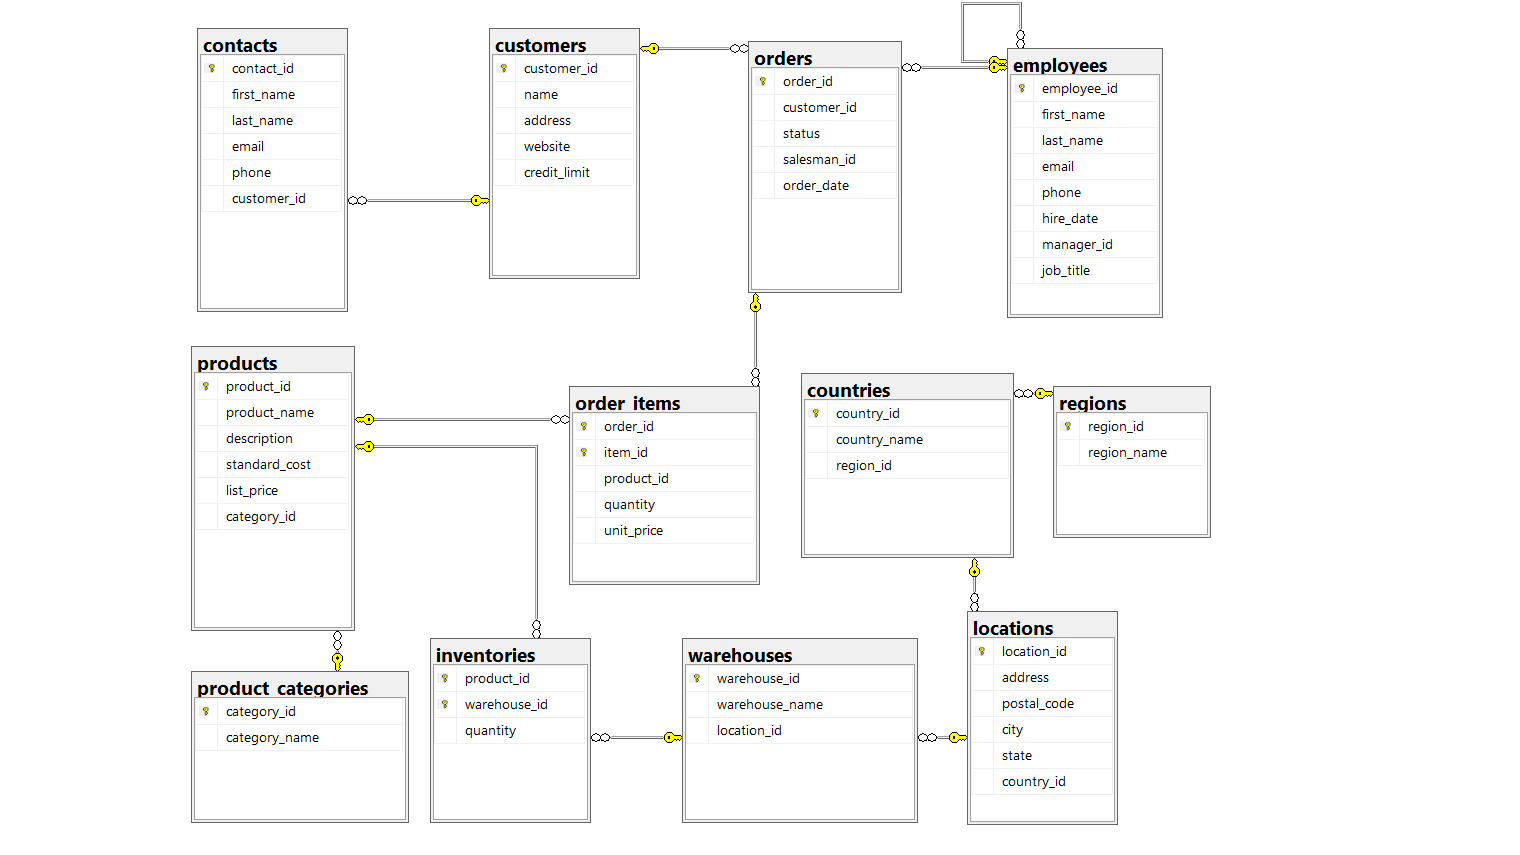 contacts
contact_id
first_name
last_name
email
phone
customer_id
customers
customer_id
name
address
website
credit_limit
orders
order_id
customer_id
status
salesman_id
order_date
employees
employee_id
first_name
last_name
email
phone
hire_date
manager_id
job_title
products
product_id
product_name
description
standard_cost
list_price
category_id
order_items
order_id
item_id
product_id
quantity
unit_price
countries
country_id
country_name
region_id
regions
region_id
region_name
product_categories
category_id
category_name
inventories
product_id
warehouse_id
quantity
warehouses
warehouse_id
warehouse_name
location_id
locations
location_id
address
postal_code
city
state
country_id